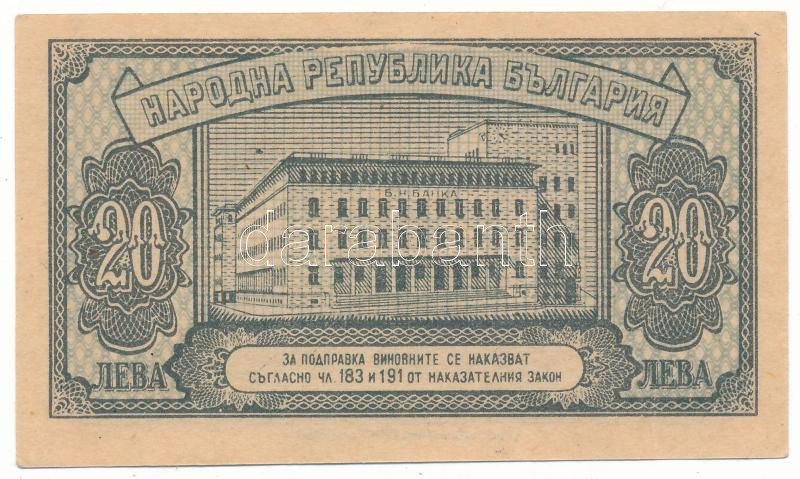 НАРОДНА РЕПУБЛИКА БЪЛГАРИЯ
Б.Н.БАНКА
20 20
ЛЕВА ЛЕВА
ЗА ПОДПРАВКА ВИНОВНИТЕ СЕ НАКАЗВАТ
СЪГЛАСНО ЧЛ. 183 И 191 ОТ НАКАЗАТЕЛНИЯ ЗАКОН
darabanth